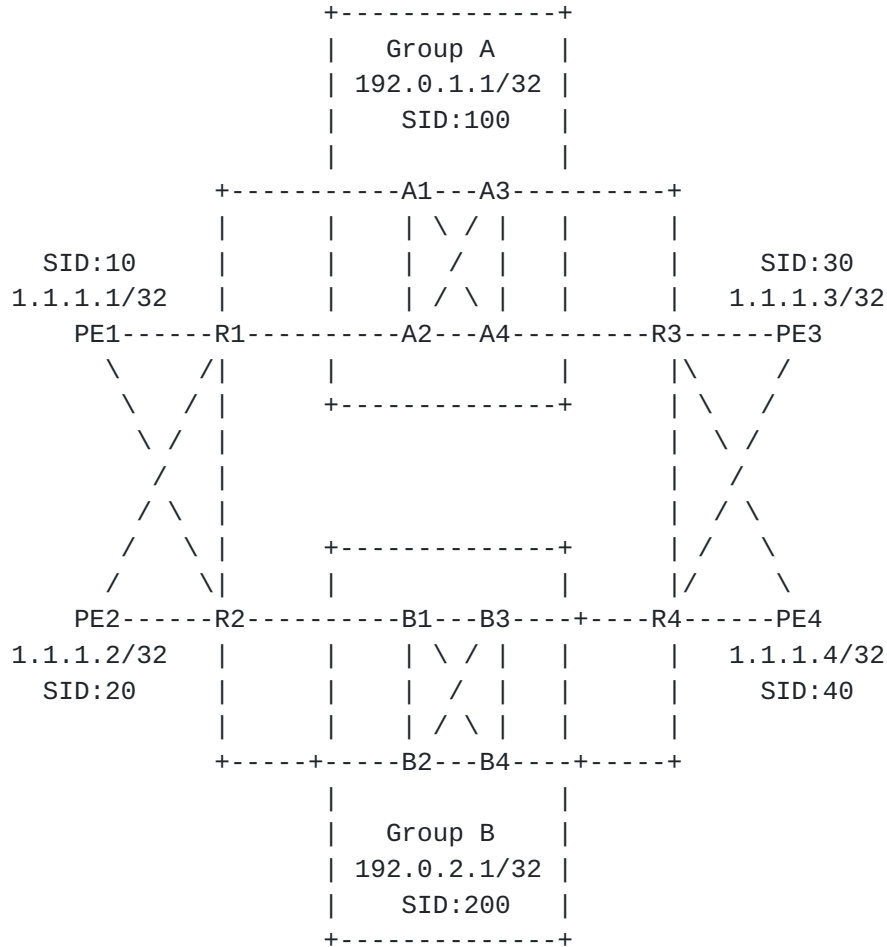 Group A
192.0.1.1/32
SID:100
A1---A3
SID:10 SID:30
1.1.1.1/32 1.1.1.3/32
PE1------R1----------A2---A4---------R3------PE3
PE2------R2----------B1---B3----+----R4------PE4
1.1.1.2/32 1.1.1.4/32
SID:20 SID:40
B2---B4
Group B
192.0.2.1/32
SID:200